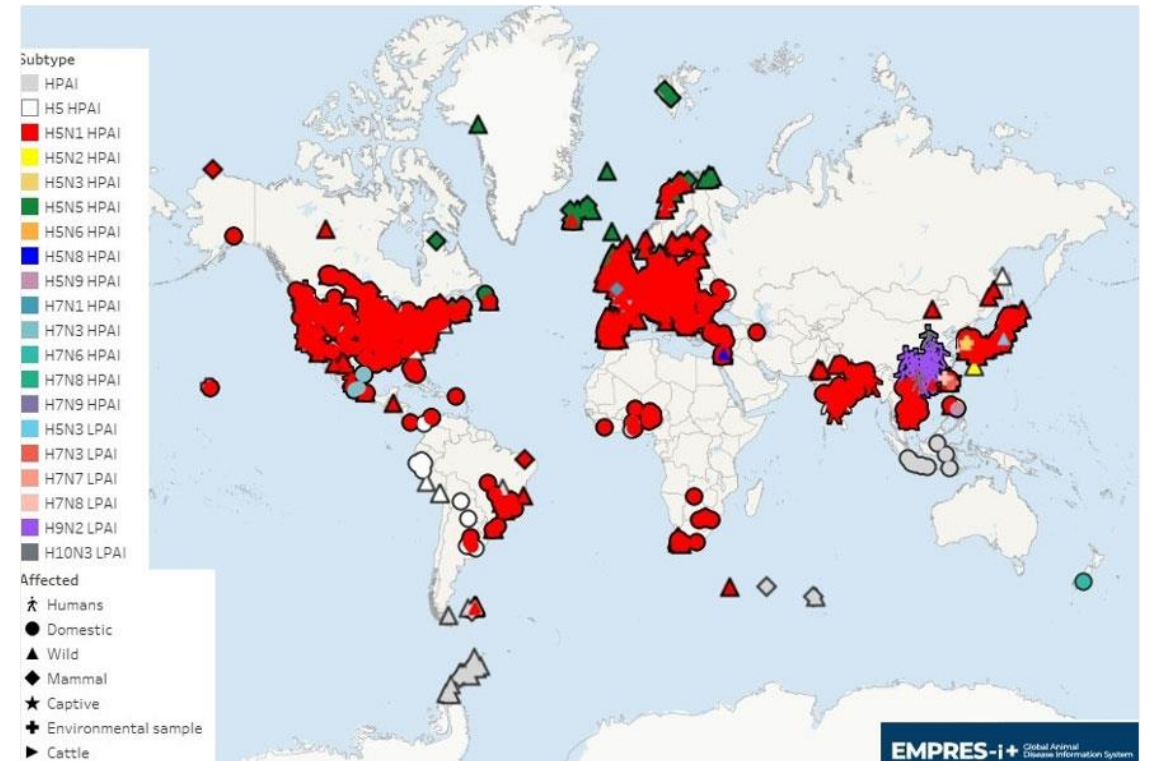 Subtype
HPAI
H5 HPAI
H5N1 HPAI
H5N2 HPAI
H5N3 HPAI
H5N5 HPAI
H5N6 HPAI
H5N8 HPAI
H5N9 HPAI
H7N1 HPAI
H7N3 HPAI
H7N6 HPAI
H7N8 HPAI
H7N9 HPAI
H5N3 LPAI
H7N3 LPAI
H7N7 LPAI
H7N8 LPAI
H9N2 LPAI
H10N3 LPAI
Affected
Humans
Domestic
Wild
Mammal
Captive
Environmental sample
Cattle
EMPRES-i+ Global Animal
Disease Information System